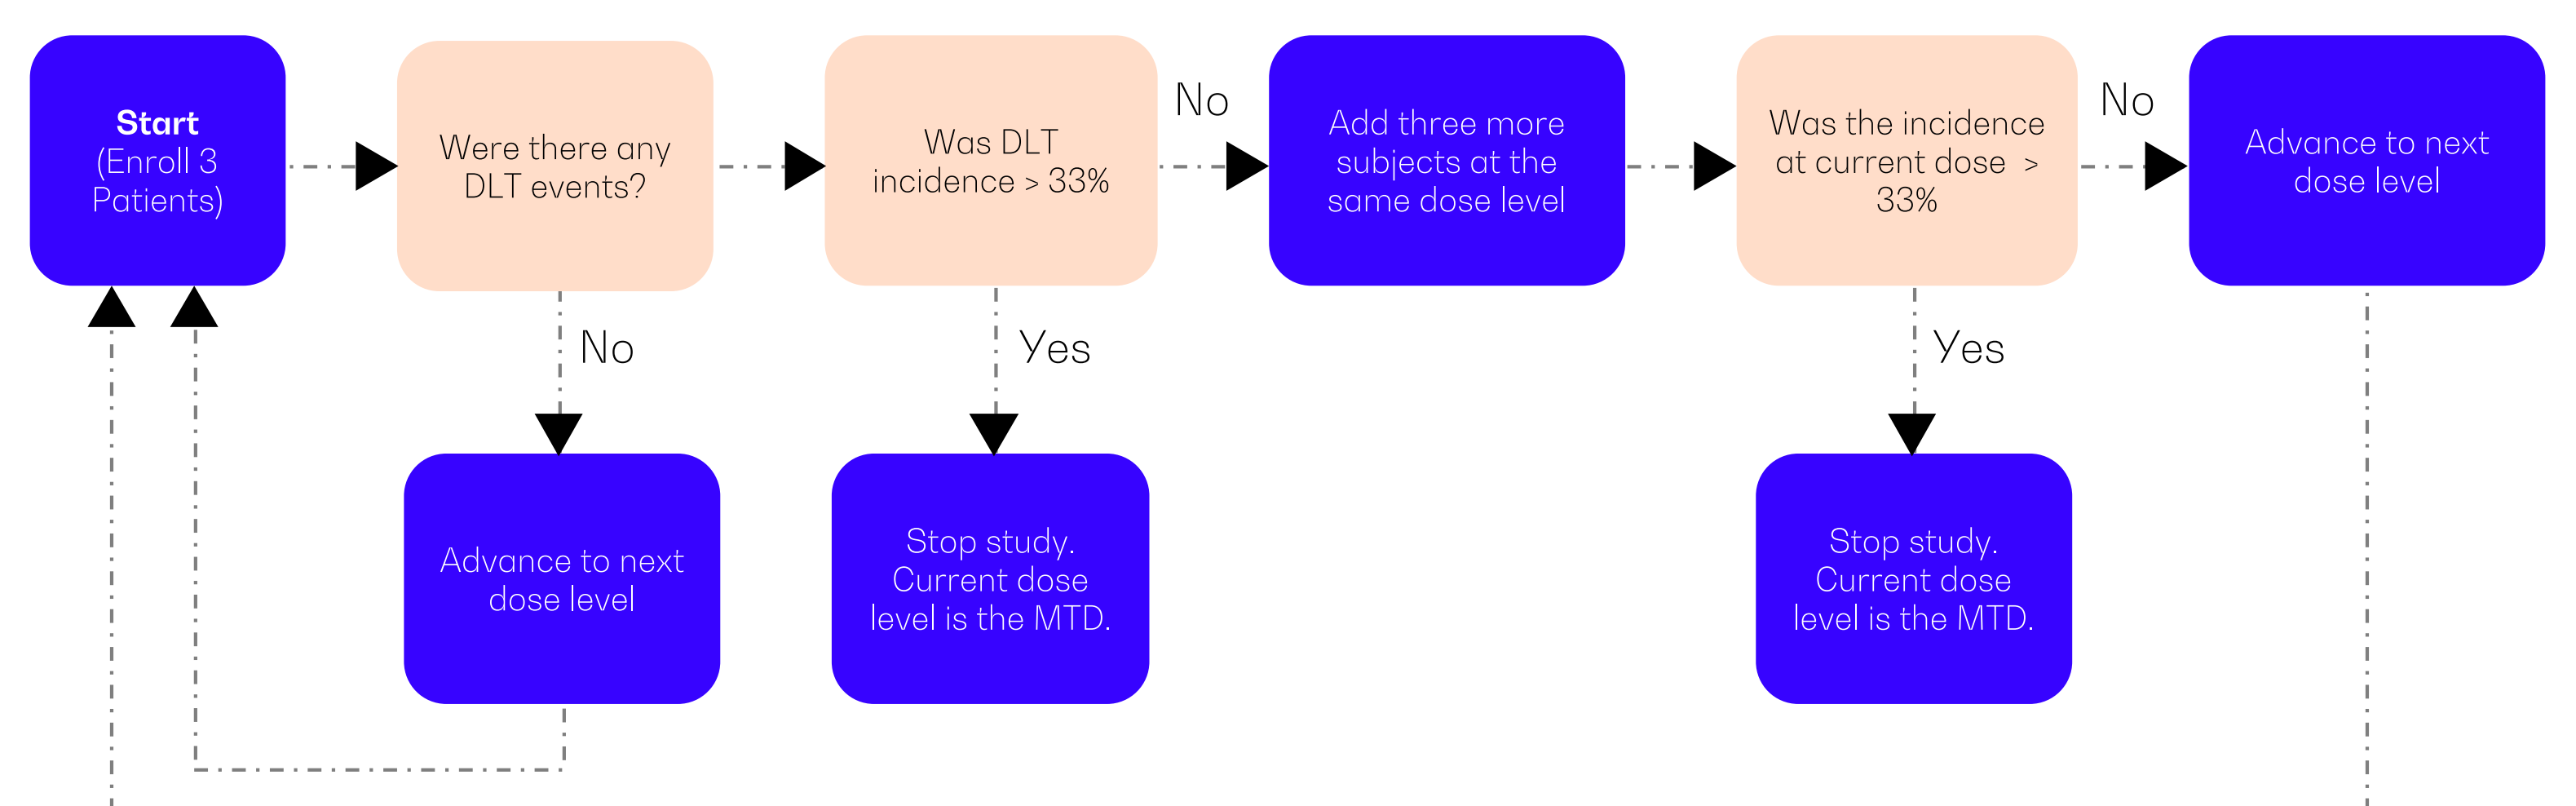 Start
(Enroll 3
Patients)
Were there any
DLT events?
Was DLT
incidence > 33%
No
Add three more
subjects at the
same dose level
Was the incidence
at current dose >
33%
No
Advance to next
dose level
No
Yes
Yes
Advance to next
dose level
Stop study.
Current dose
level is the MTD.
Stop study.
Current dose
level is the MTD.